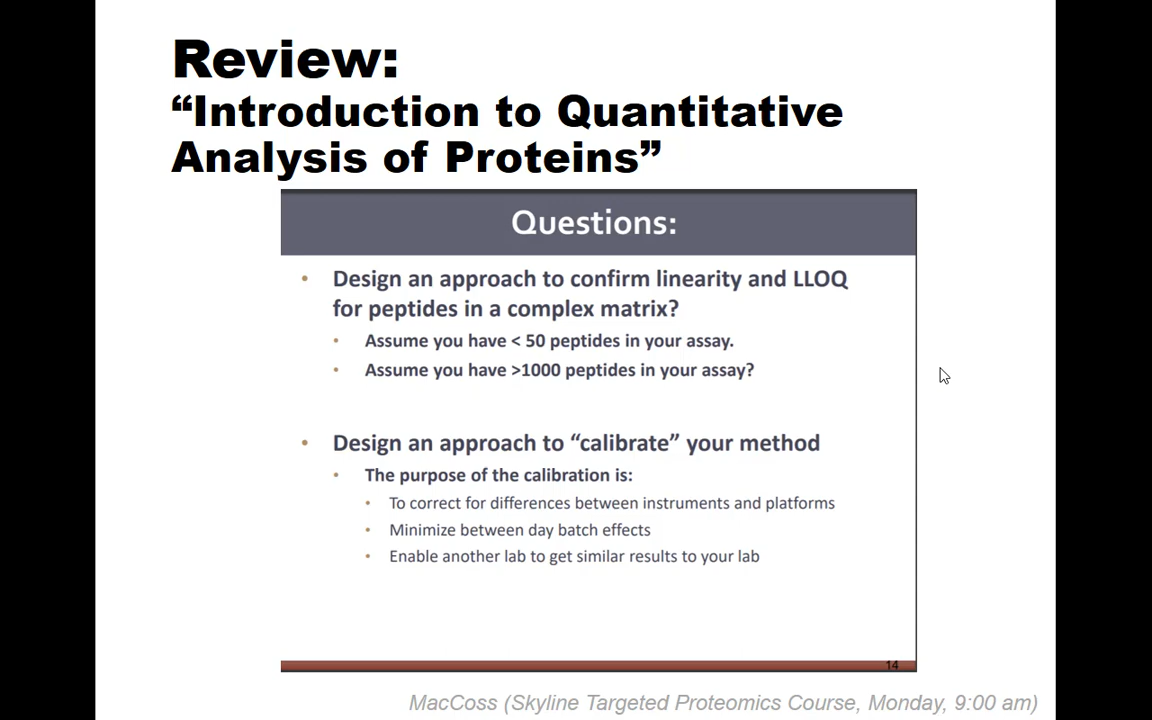 Review:
“Introduction to Quantitative
Analysis of Proteins”
Questions:
• Design an approach to confirm linearity and LLOQ
for peptides in a complex matrix?
• Assume you have < 50 peptides in your assay.
• Assume you have >1000 peptides in your assay?
• Design an approach to “calibrate” your method
• The purpose of the calibration is:
• To correct for differences between instruments and platforms
• Minimize between day batch effects
• Enable another lab to get similar results to your lab
14
MacCoss (Skyline Targeted Proteomics Course, Monday, 9:00 am)